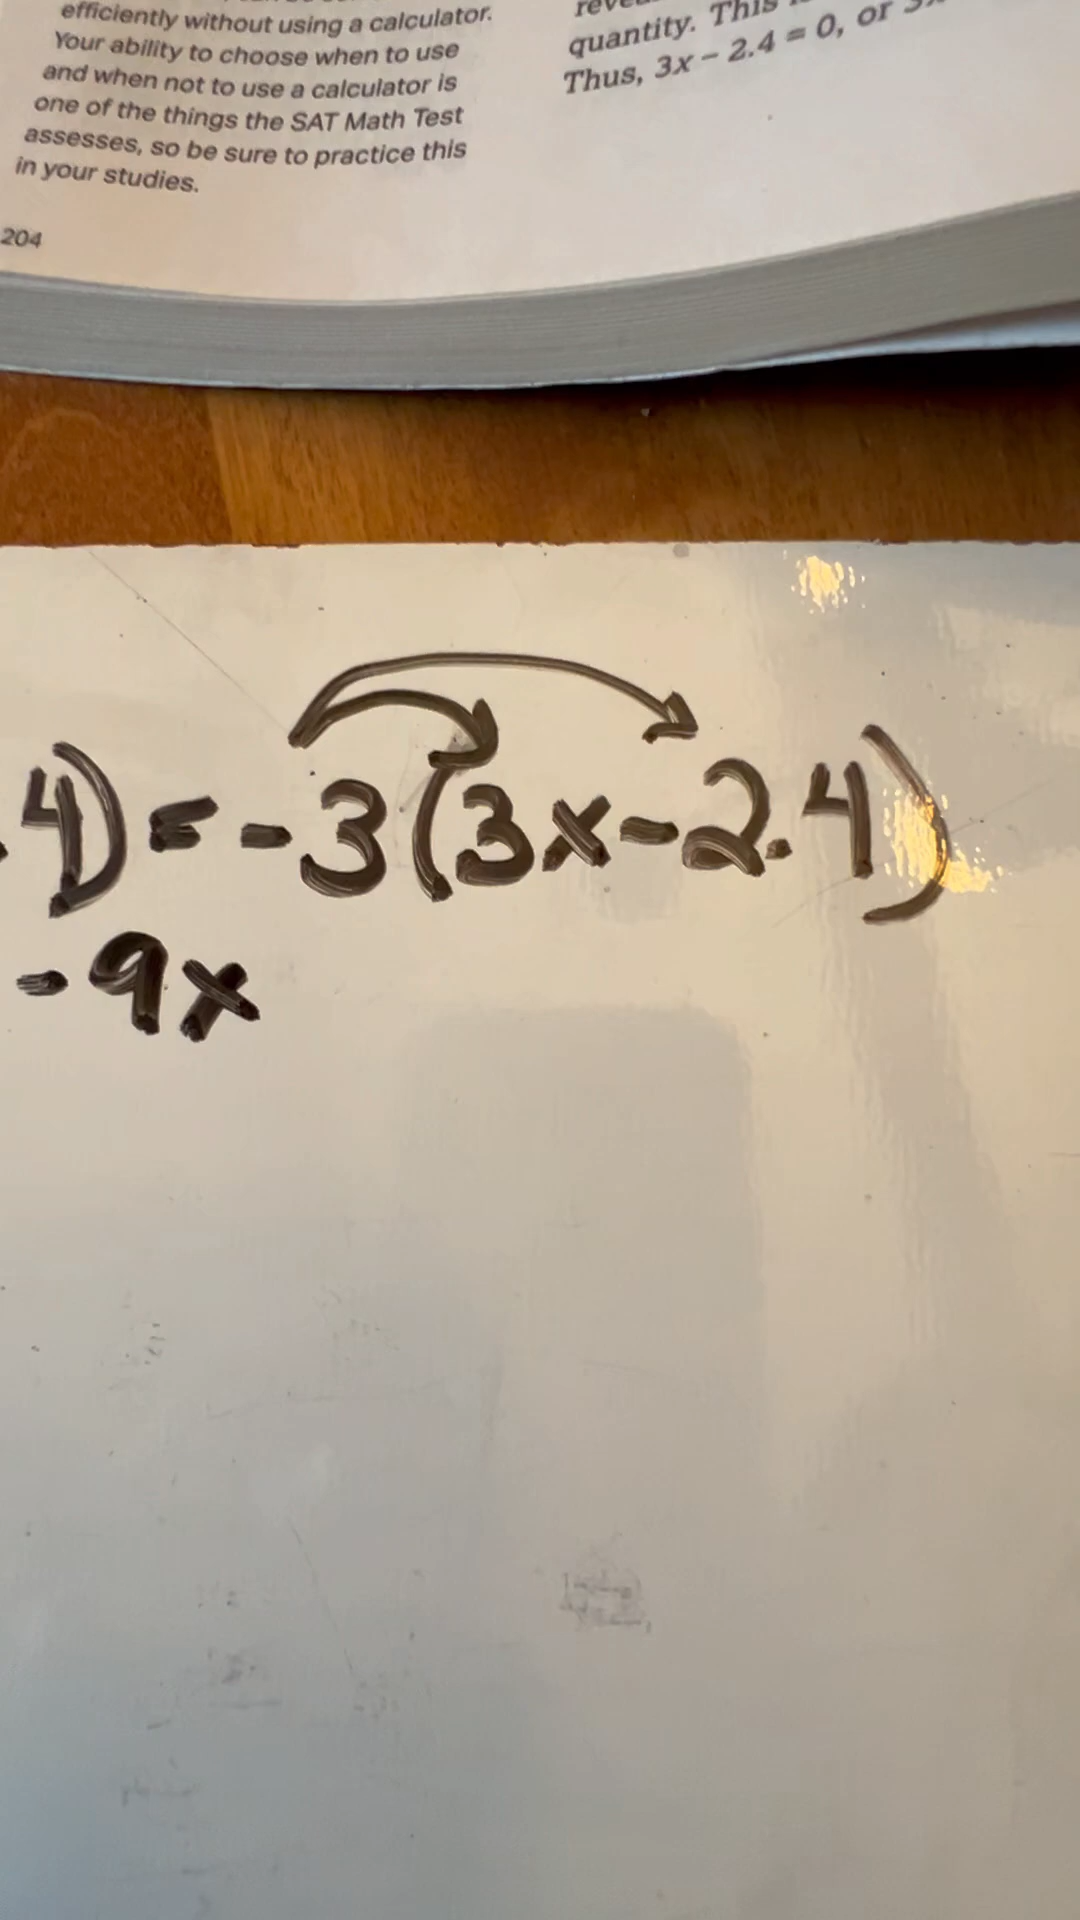 efficiently without using a calculator.
Your ability to choose when to use
and when not to use a calculator is
one of the things the SAT Math Test
assesses, so be sure to practice this
in your studies.
204
quantity. This
Thus, 3x – 2.4 = 0, or
.4) = -3(3x-2.4)
-9x